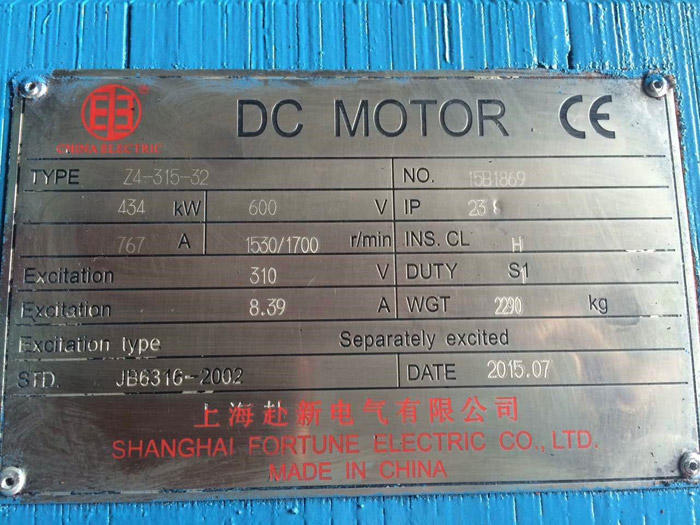 ® DC MOTOR CE
CHINA ELECTRIC
TYPE Z4-315-32 NO. 15B1869
434 kW 600 V IP 23
767 A 1530/1700 r/min INS. CL H
Excitation 310 V DUTY S1
Excitation 8.39 A WGT 2290 kg
Excitation type Separately excited
STD. JB6316-2002 DATE 2015.07
上海赴新电气有限公司
SHANGHAI FORTUNE ELECTRIC CO., LTD.
MADE IN CHINA